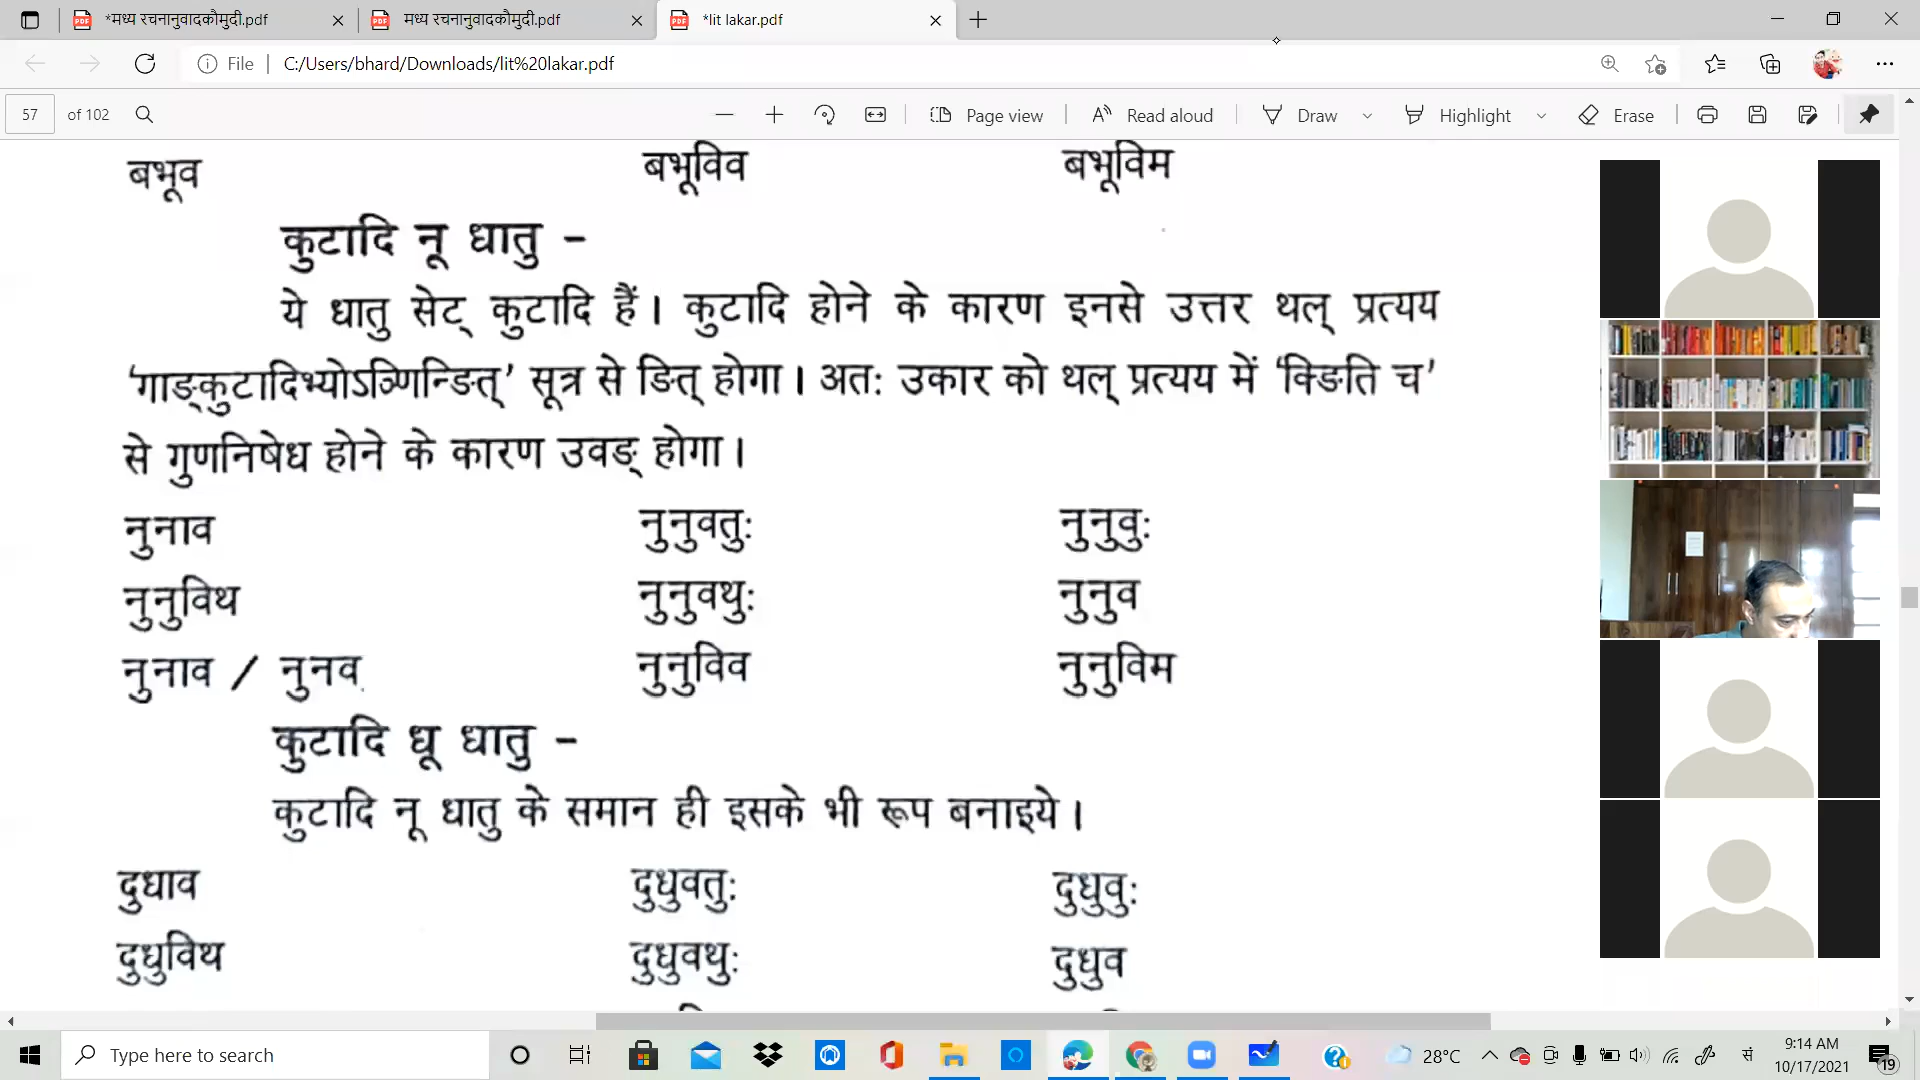 *मध्य रचनानुवादकौमुदी.pdf
मध्य रचनानुवादकौमुदी.pdf
*lit lakar.pdf
File
C:/Users/bhard/Downloads/lit%20lakar.pdf
57 of 102
Page view
Read aloud
Draw
Highlight
Erase
बभूव बभूविव बभूविम
कुटादि नू धातु -
ये धातु सेट् कुटादि हैं। कुटादि होने के कारण इनसे उत्तर थल् प्रत्यय
'गाङ्कुटादिभ्योऽञ्णिन्ङित्' सूत्र से ङित् होगा। अतः उकार को थल् प्रत्यय में 'क्ङिति च'
से गुणनिषेध होने के कारण उवङ् होगा।
नुनाव नुनुवतुः नुनुवुः
नुनुविथ नुनुवथुः नुनुव
नुनाव / नुनव नुनुविव नुनुविम
कुटादि धू धातु -
कुटादि नू धातु के समान ही इसके भी रूप बनाइये।
दुधाव दुधुवतुः दुधुवुः
दुधुविथ दुधुवथुः दुधुव
Type here to search
28°C
सं
9:14 AM
10/17/2021
19